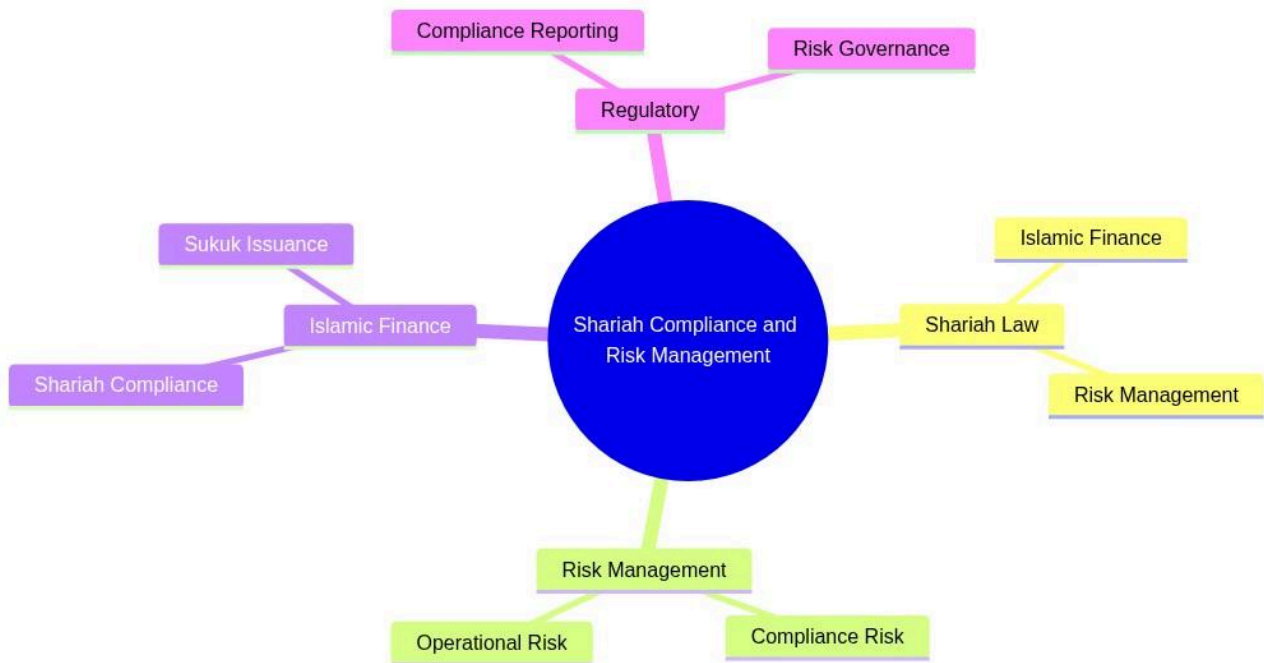 Compliance Reporting
Risk Governance
Regulatory
Sukuk Issuance
Islamic Finance
Islamic Finance
Shariah Law
Shariah Compliance and
Risk Management
Shariah Compliance
Risk Management
Risk Management
Operational Risk
Compliance Risk